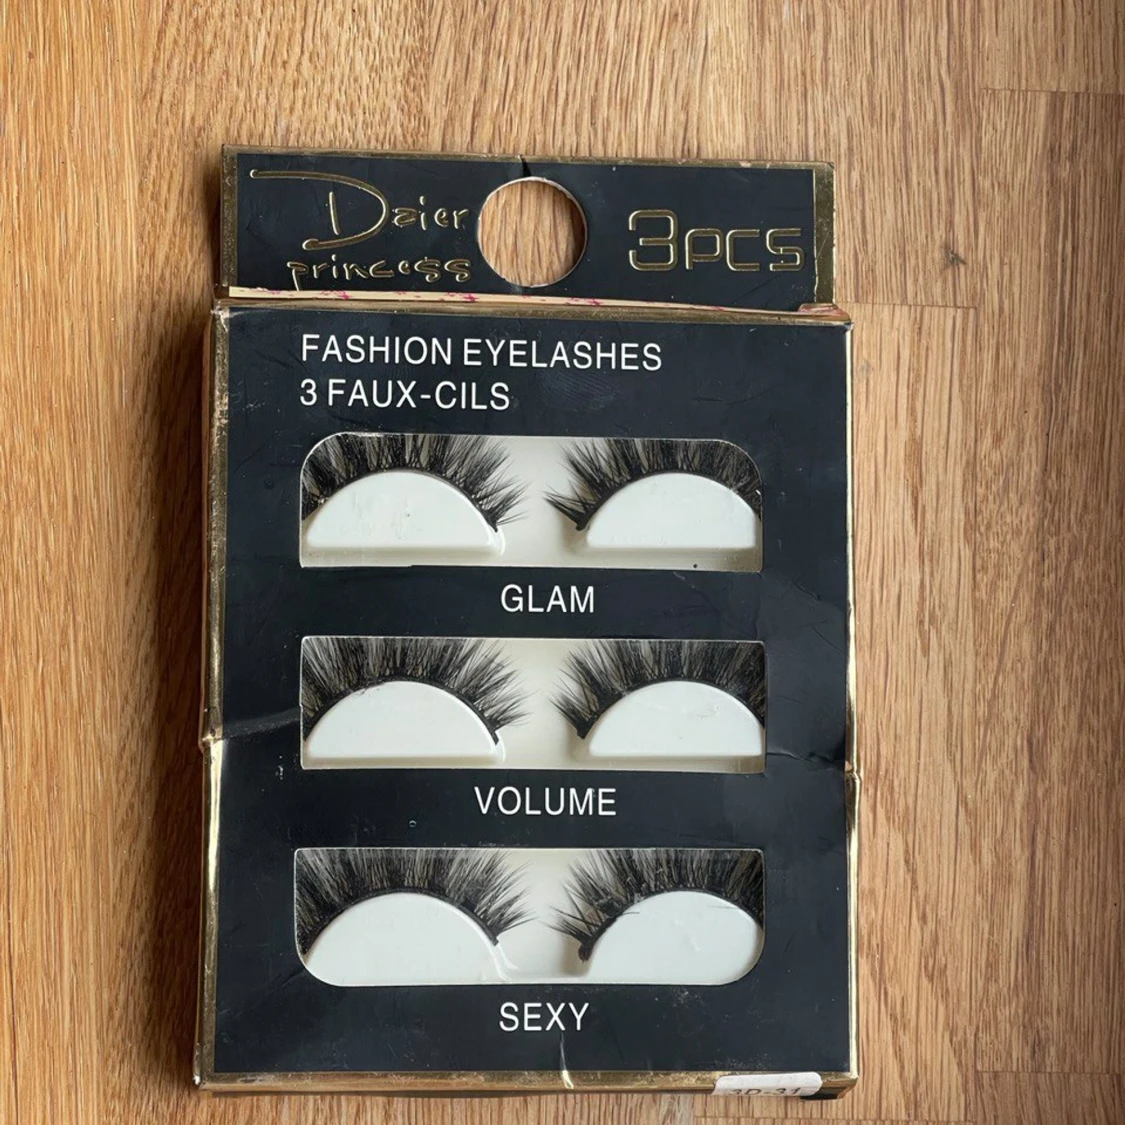 Daier
princess
3pcs
FASHION EYELASHES
3 FAUX-CILS
GLAM
VOLUME
SEXY